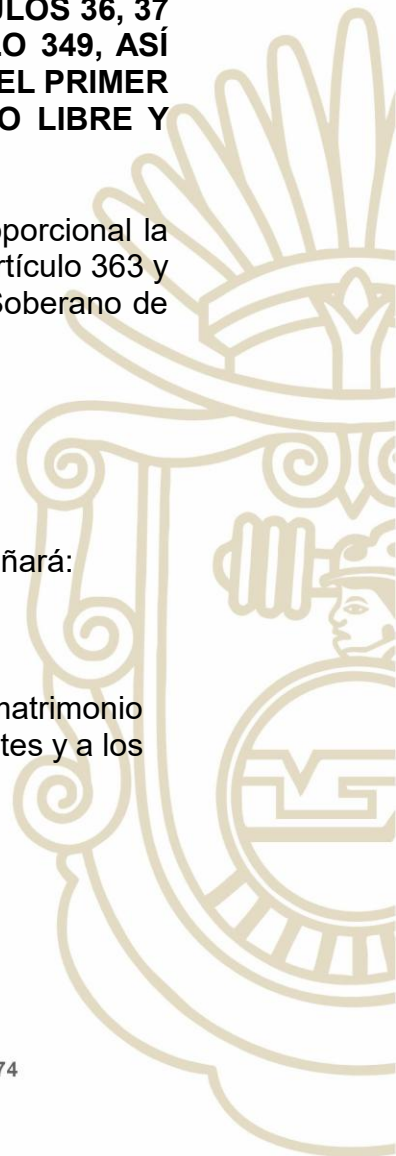 ULOS 36, 37
LO 349, ASÍ
EL PRIMER
O LIBRE Y
oporcional la
rtículo 363 y
Soberano de
ñará:
matrimonio
tes y a los
74